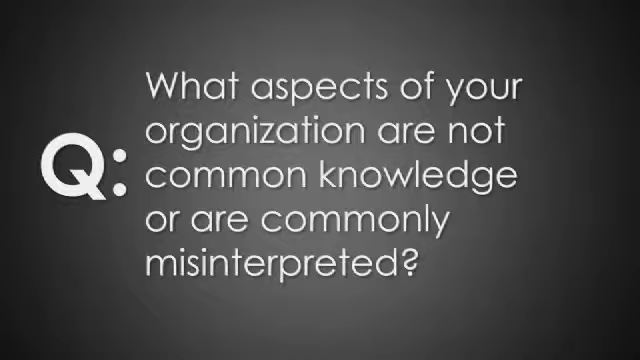 Q:
What aspects of your
organization are not
common knowledge
or are commonly
misinterpreted?